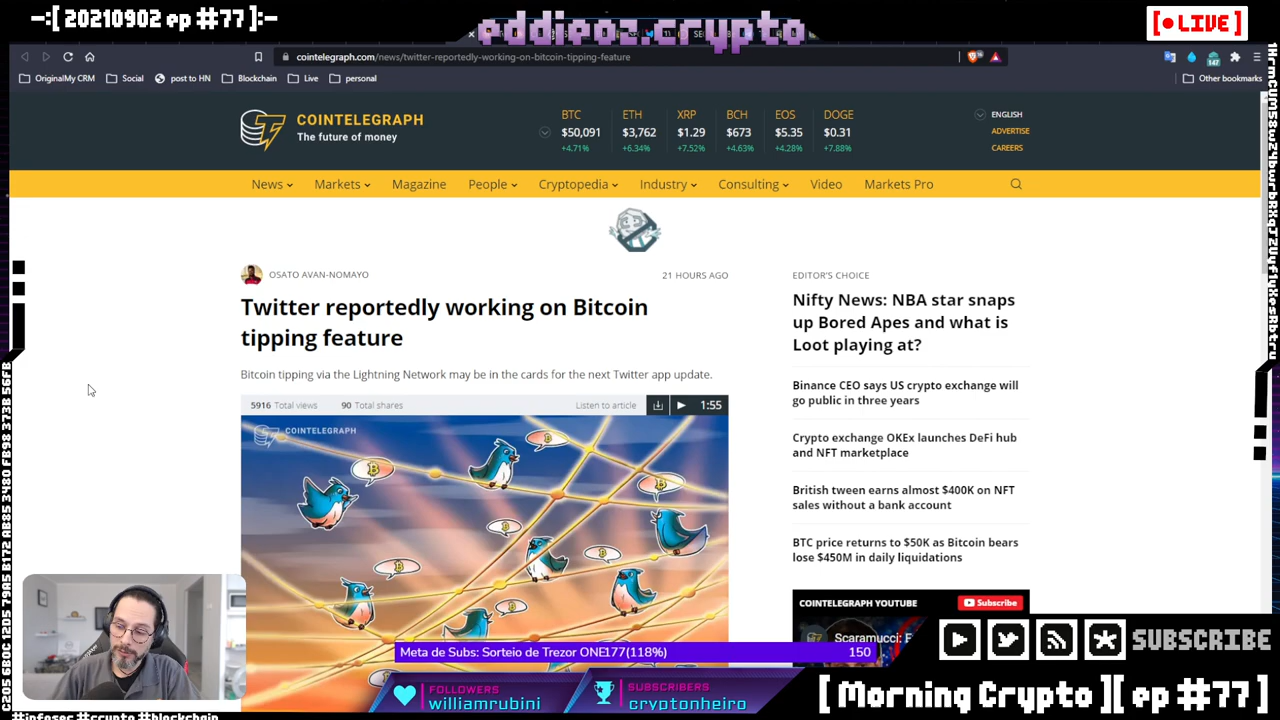 -:[ 20210902 ep #77 ]:-
eddieoz.crypto
[ LIVE ]
cointelegraph.com/news/twitter-reportedly-working-on-bitcoin-tipping-feature
147
OriginalMy CRM
Social
post to HN
Blockchain
Live
personal
Other bookmarks
COINTELEGRAPH
The future of money
BTC ETH XRP BCH EOS DOGE
$50,091 $3,762 $1.29 $673 $5.35 $0.31
+4.71% +6.34% +7.52% +4.63% +4.28% +7.88%
ENGLISH
ADVERTISE
CAREERS
News Markets Magazine People Cryptopedia Industry Consulting Video Markets Pro
OSATO AVAN-NOMAYO
21 HOURS AGO
Twitter reportedly working on Bitcoin
tipping feature
Bitcoin tipping via the Lightning Network may be in the cards for the next Twitter app update.
5916 Total views
90 Total shares
Listen to article
1:55
COINTELEGRAPH
EDITOR'S CHOICE
Nifty News: NBA star snaps
up Bored Apes and what is
Loot playing at?
Binance CEO says US crypto exchange will
go public in three years
Crypto exchange OKEx launches DeFi hub
and NFT marketplace
British tween earns almost $400K on NFT
sales without a bank account
BTC price returns to $50K as Bitcoin bears
lose $450M in daily liquidations
COINTELEGRAPH YOUTUBE
Subscribe
Scaramucci: F
Meta de Subs: Sorteio de Trezor ONE177(118%)
150
FOLLOWERS
williamrubini
SUBSCRIBERS
cryptonheiro
SUBSCRIBE
[ Morning Crypto ][ ep #77 ]
#infosec #crypto #blockchain